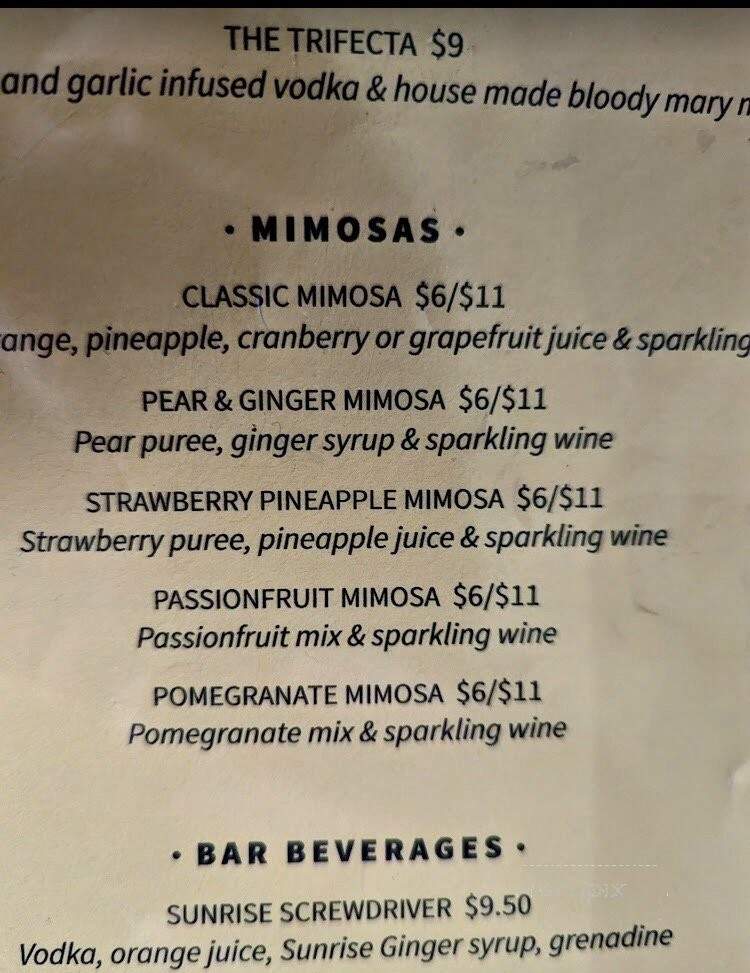 THE TRIFECTA $9
and garlic infused vodka & house made bloody mary
• MIMOSAS •
CLASSIC MIMOSA $6/$11
ange, pineapple, cranberry or grapefruit juice & sparkling
PEAR & GINGER MIMOSA $6/$11
Pear puree, ginger syrup & sparkling wine
STRAWBERRY PINEAPPLE MIMOSA $6/$11
Strawberry puree, pineapple juice & sparkling wine
PASSIONFRUIT MIMOSA $6/$11
Passionfruit mix & sparkling wine
POMEGRANATE MIMOSA $6/$11
Pomegranate mix & sparkling wine
• BAR BEVERAGES •
SUNRISE SCREWDRIVER $9.50
Vodka, orange juice, Sunrise Ginger syrup, grenadine